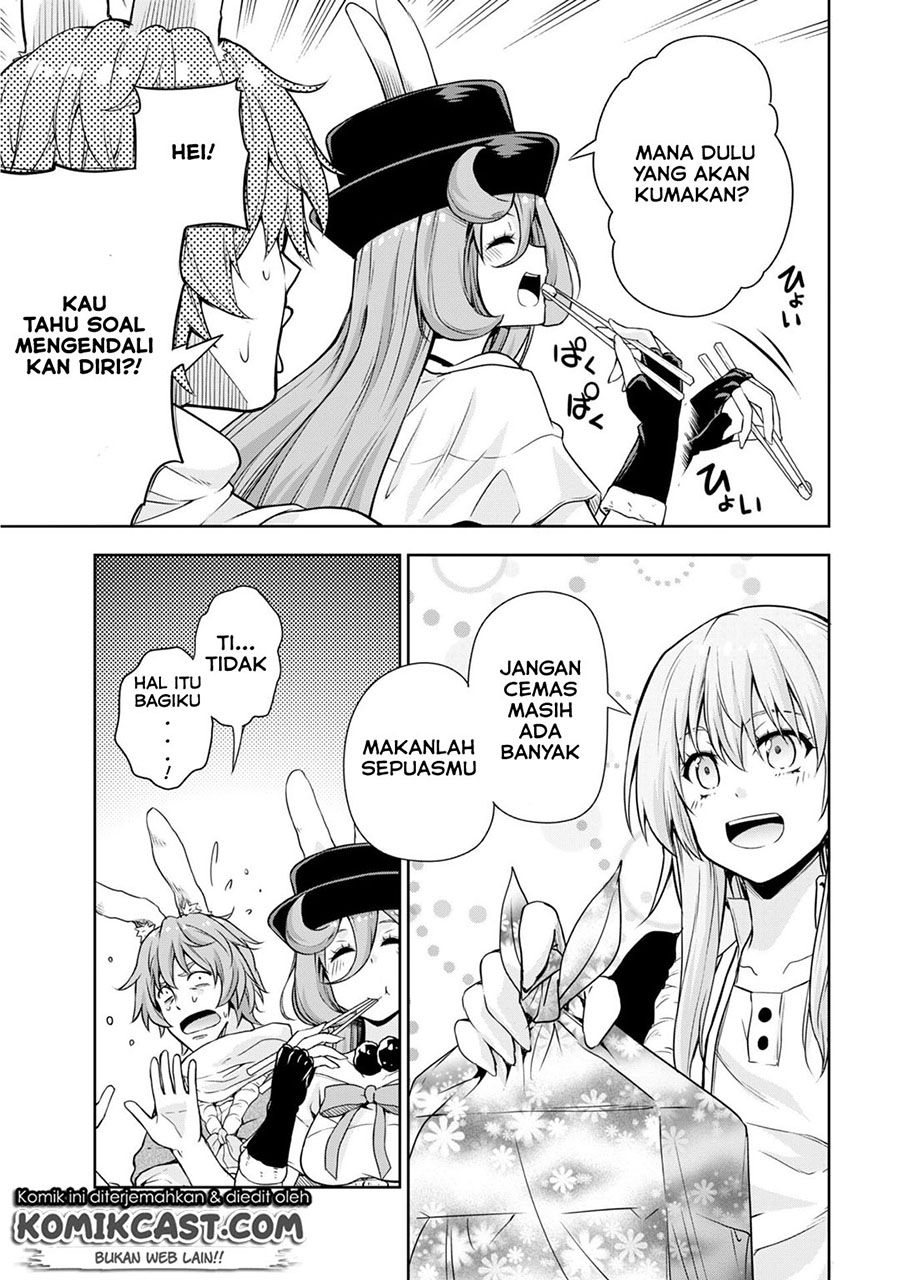 MANA DULU
YANG AKAN
KUMAKAN?
ひょい
ぱく
ぱく
ひょい
HEI!
KAU
TAHU SOAL
MENGENDALI
KAN DIRI?!
JANGAN
CEMAS
MASIH
ADA
BANYAK
MAKANLAH
SEPUASMU
TI...
TIDAK
HAL ITU
BAGIKU
....!
Komik ini diterjemahkan & diedit oleh
KOMIKCAST.COM
BUKAN WEB LAIN!!